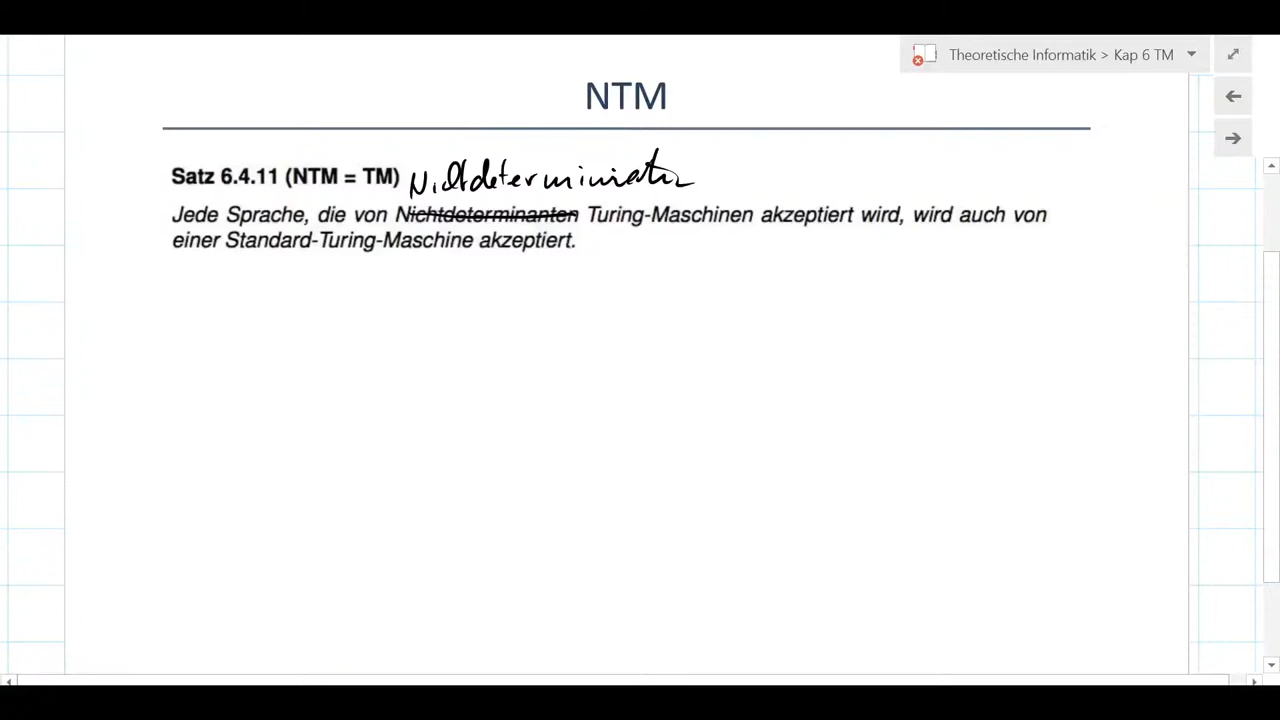 Theoretische Informatik > Kap 6 TM
NTM
Satz 6.4.11 (NTM = TM)
Jede Sprache, die von Nichtdeterminanten Turing-Maschinen akzeptiert wird, wird auch von
einer Standard-Turing-Maschine akzeptiert.